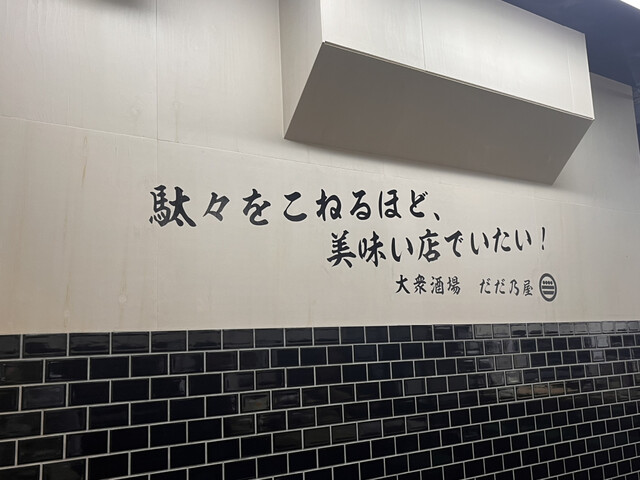 駄々をこねるほど、
美味い店でいたい!
大衆酒場 だだ乃屋